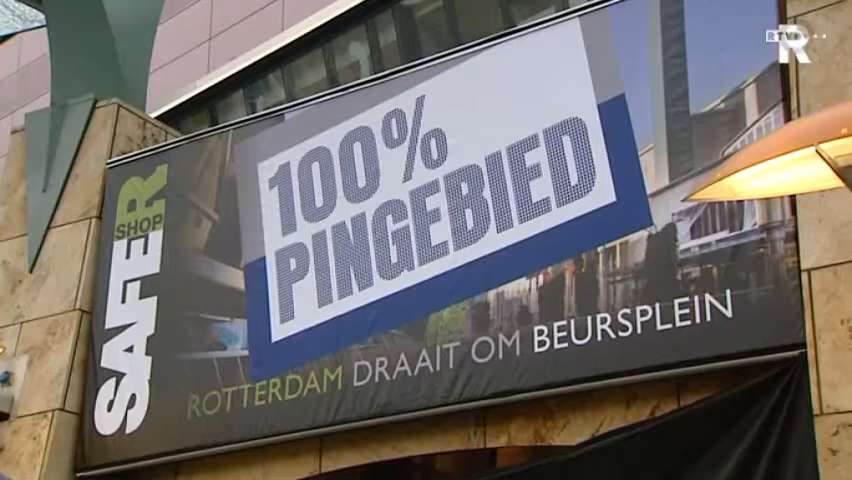 RTV R
SHOP
SAFER
100%
PINGEBIED
ROTTERDAM DRAAIT OM BEURSPLEIN